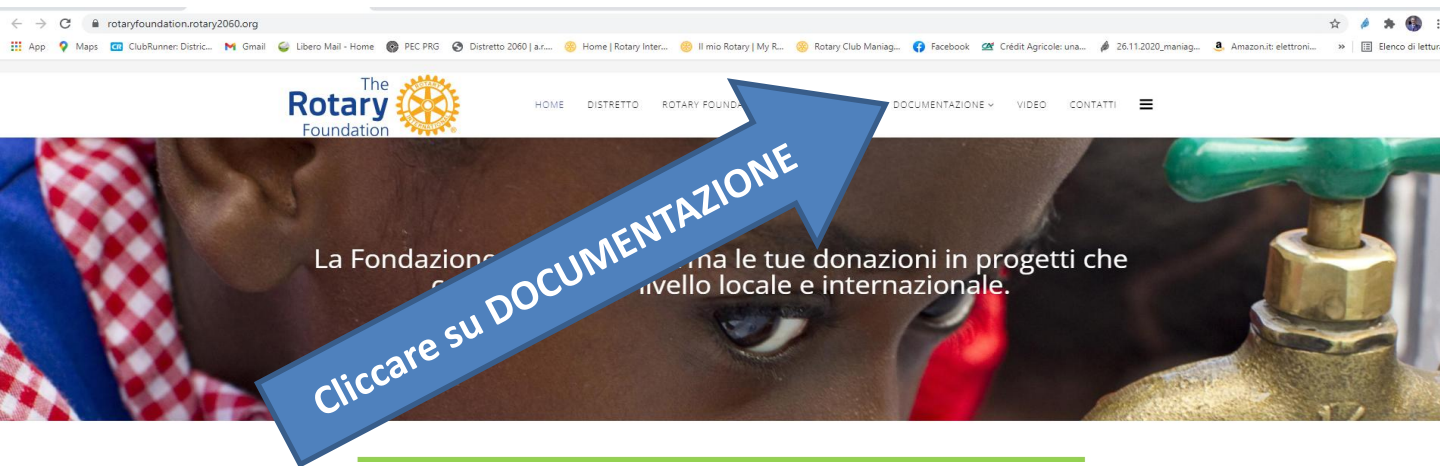 rotaryfoundation.rotary2060.org
App Maps ClubRunner: Distric... Gmail Libero Mail - Home PEC PRG Distretto 2060 | a.r.... Home | Rotary Inter... Il mio Rotary | My R... Rotary Club Maniag... Facebook Crédit Agricole: una... 26.11.2020_maniag... Amazon.it: elettroni... » Elenco di lettura
The
Rotary
Foundation
HOME DISTRETTO ROTARY FOUNDA DOCUMENTAZIONE VIDEO CONTATTI
La Fondazione ma le tue donazioni in progetti che
livello locale e internazionale.
Cliccare su DOCUMENTAZIONE